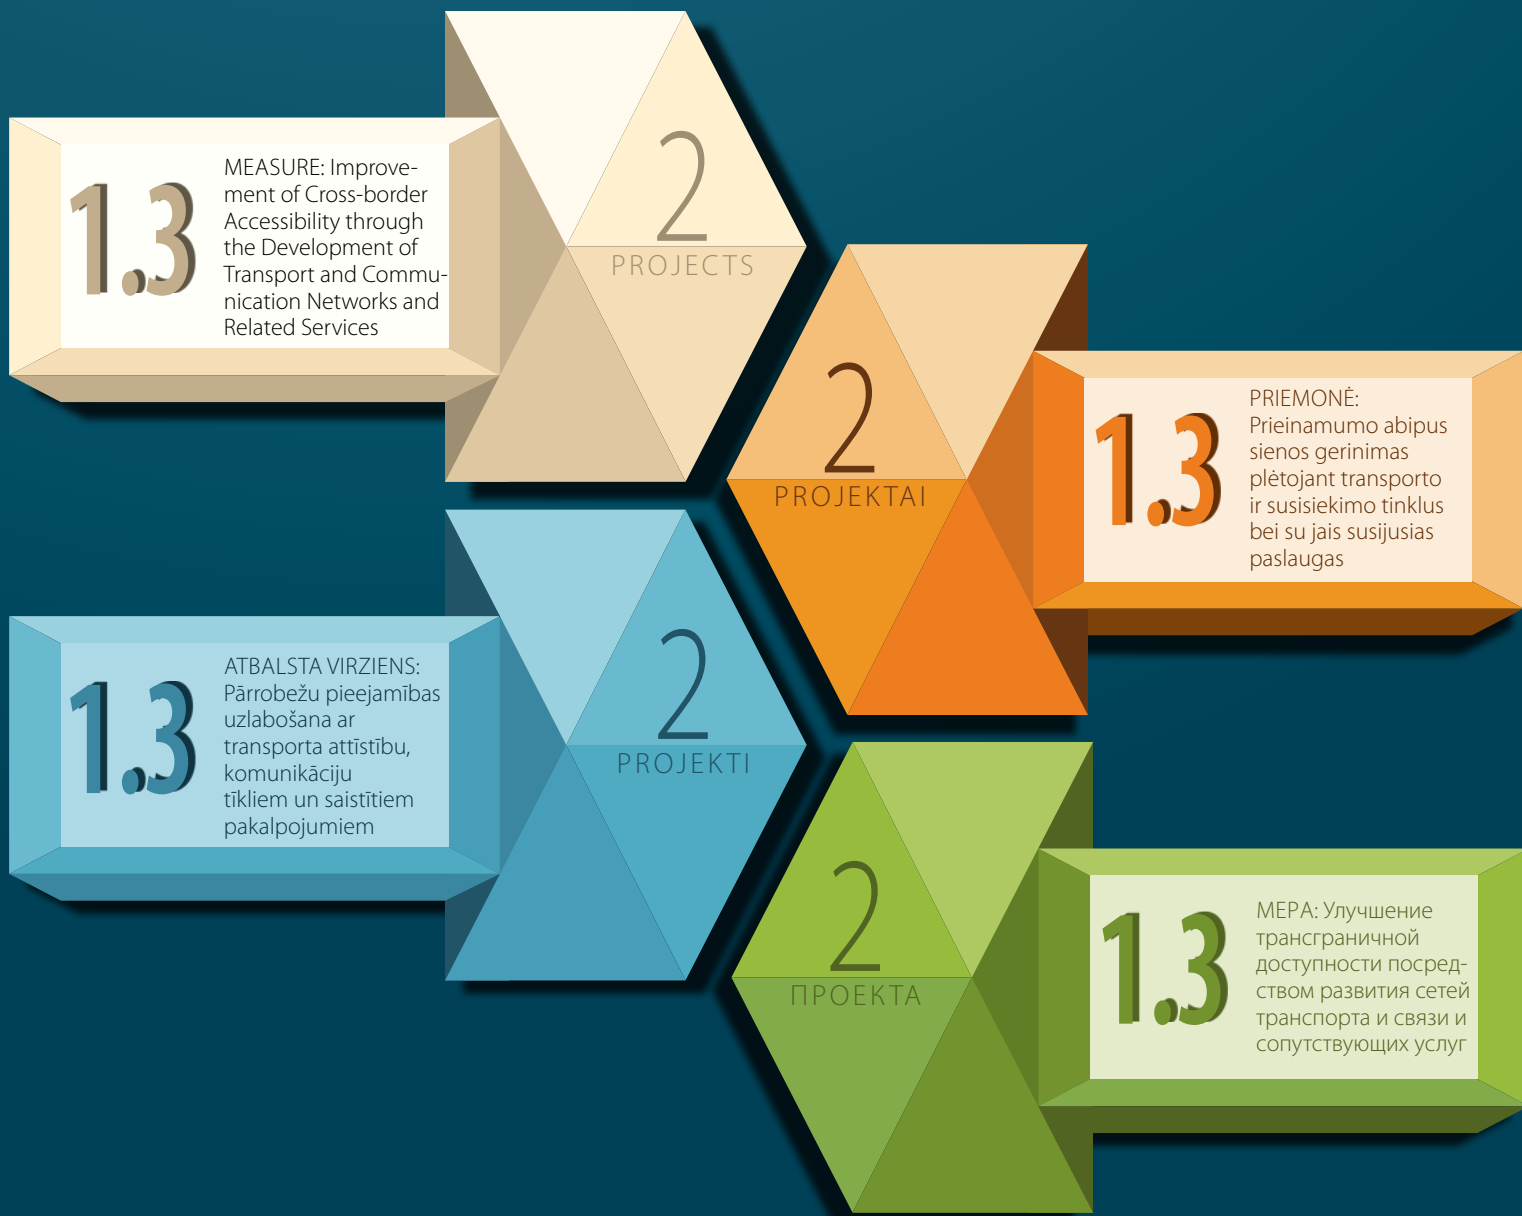 1.3
MEASURE: Improve-
ment of Cross-border
Accessibility through
the Development of
Transport and Commu-
nication Networks and
Related Services
2
PROJECTS
2
PROJEKTAI
1.3
PRIEMONĖ:
Prieinamumo abipus
sienos gerinimas
plėtojant transporto
ir susisiekimo tinklus
bei su jais susijusias
paslaugas
1.3
ATBALSTA VIRZIENS:
Pārrobežu pieejamības
uzlabošana ar
transporta attīstību,
komunikāciju
tīkliem un saistītiem
pakalpojumiem
2
PROJEKTI
2
ПРОЕКТА
1.3
МЕРА: Улучшение
трансграничной
доступности посред-
ством развития сетей
транспорта и связи и
сопутствующих услуг